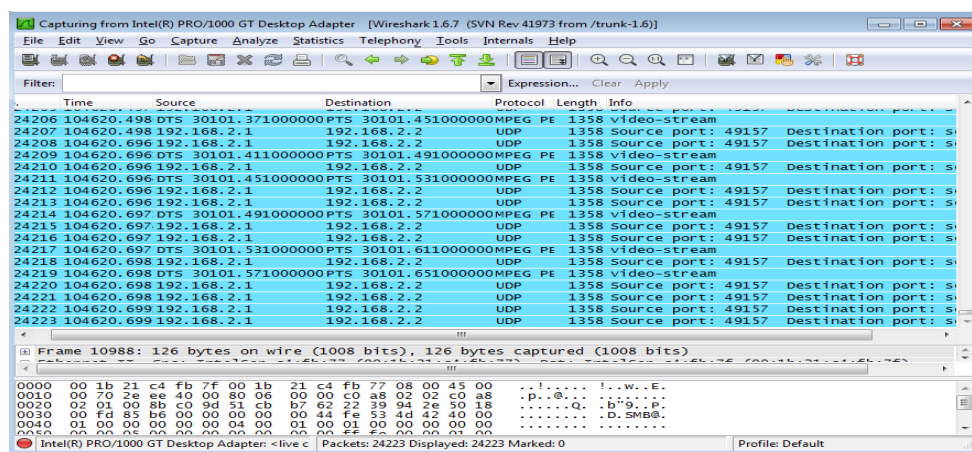 Capturing from Intel(R) PRO/1000 GT Desktop Adapter [Wireshark 1.6.7 (SVN Rev 41973 from /trunk-1.6)]
File Edit View Go Capture Analyze Statistics Telephony Tools Internals Help
Filter: Expression... Clear Apply
. Time Source Destination Protocol Length Info
24206 104620.498 DTS 30101.371000000 PTS 30101.451000000 MPEG PE 1358 video-stream
24207 104620.498 192.168.2.1 192.168.2.2 UDP 1358 Source port: 49157 Destination port: s
24208 104620.696 192.168.2.1 192.168.2.2 UDP 1358 Source port: 49157 Destination port: s
24209 104620.696 DTS 30101.411000000 PTS 30101.491000000 MPEG PE 1358 video-stream
24210 104620.696 192.168.2.1 192.168.2.2 UDP 1358 Source port: 49157 Destination port: s
24211 104620.696 DTS 30101.451000000 PTS 30101.531000000 MPEG PE 1358 video-stream
24212 104620.696 192.168.2.1 192.168.2.2 UDP 1358 Source port: 49157 Destination port: s
24213 104620.696 192.168.2.1 192.168.2.2 UDP 1358 Source port: 49157 Destination port: s
24214 104620.697 DTS 30101.491000000 PTS 30101.571000000 MPEG PE 1358 video-stream
24215 104620.697 192.168.2.1 192.168.2.2 UDP 1358 Source port: 49157 Destination port: s
24216 104620.697 192.168.2.1 192.168.2.2 UDP 1358 Source port: 49157 Destination port: s
24217 104620.697 DTS 30101.531000000 PTS 30101.611000000 MPEG PE 1358 video-stream
24218 104620.698 192.168.2.1 192.168.2.2 UDP 1358 Source port: 49157 Destination port: s
24219 104620.698 DTS 30101.571000000 PTS 30101.651000000 MPEG PE 1358 video-stream
24220 104620.698 192.168.2.1 192.168.2.2 UDP 1358 Source port: 49157 Destination port: s
24221 104620.698 192.168.2.1 192.168.2.2 UDP 1358 Source port: 49157 Destination port: s
24222 104620.699 192.168.2.1 192.168.2.2 UDP 1358 Source port: 49157 Destination port: s
24223 104620.699 192.168.2.1 192.168.2.2 UDP 1358 Source port: 49157 Destination port: s
Frame 10988: 126 bytes on wire (1008 bits), 126 bytes captured (1008 bits)
0000 00 1b 21 c4 fb 7f 00 1b 21 c4 fb 77 08 00 45 00 ..!..... !..w..E.
0010 00 70 2e ee 40 00 80 06 00 00 c0 a8 02 02 c0 a8 .p..@... ........
0020 02 01 00 8b 00 9d 51 cb b7 62 22 39 94 2e 50 18 ......Q. .b"9..P.
0030 00 fd 85 b6 00 00 00 00 00 44 fe 53 4d 42 40 00 ........ .D.SMB@.
0040 01 00 00 00 00 00 04 00 01 00 01 00 00 00 00 00 ........ ........
Intel(R) PRO/1000 GT Desktop Adapter: <live c Packets: 24223 Displayed: 24223 Marked: 0 Profile: Default